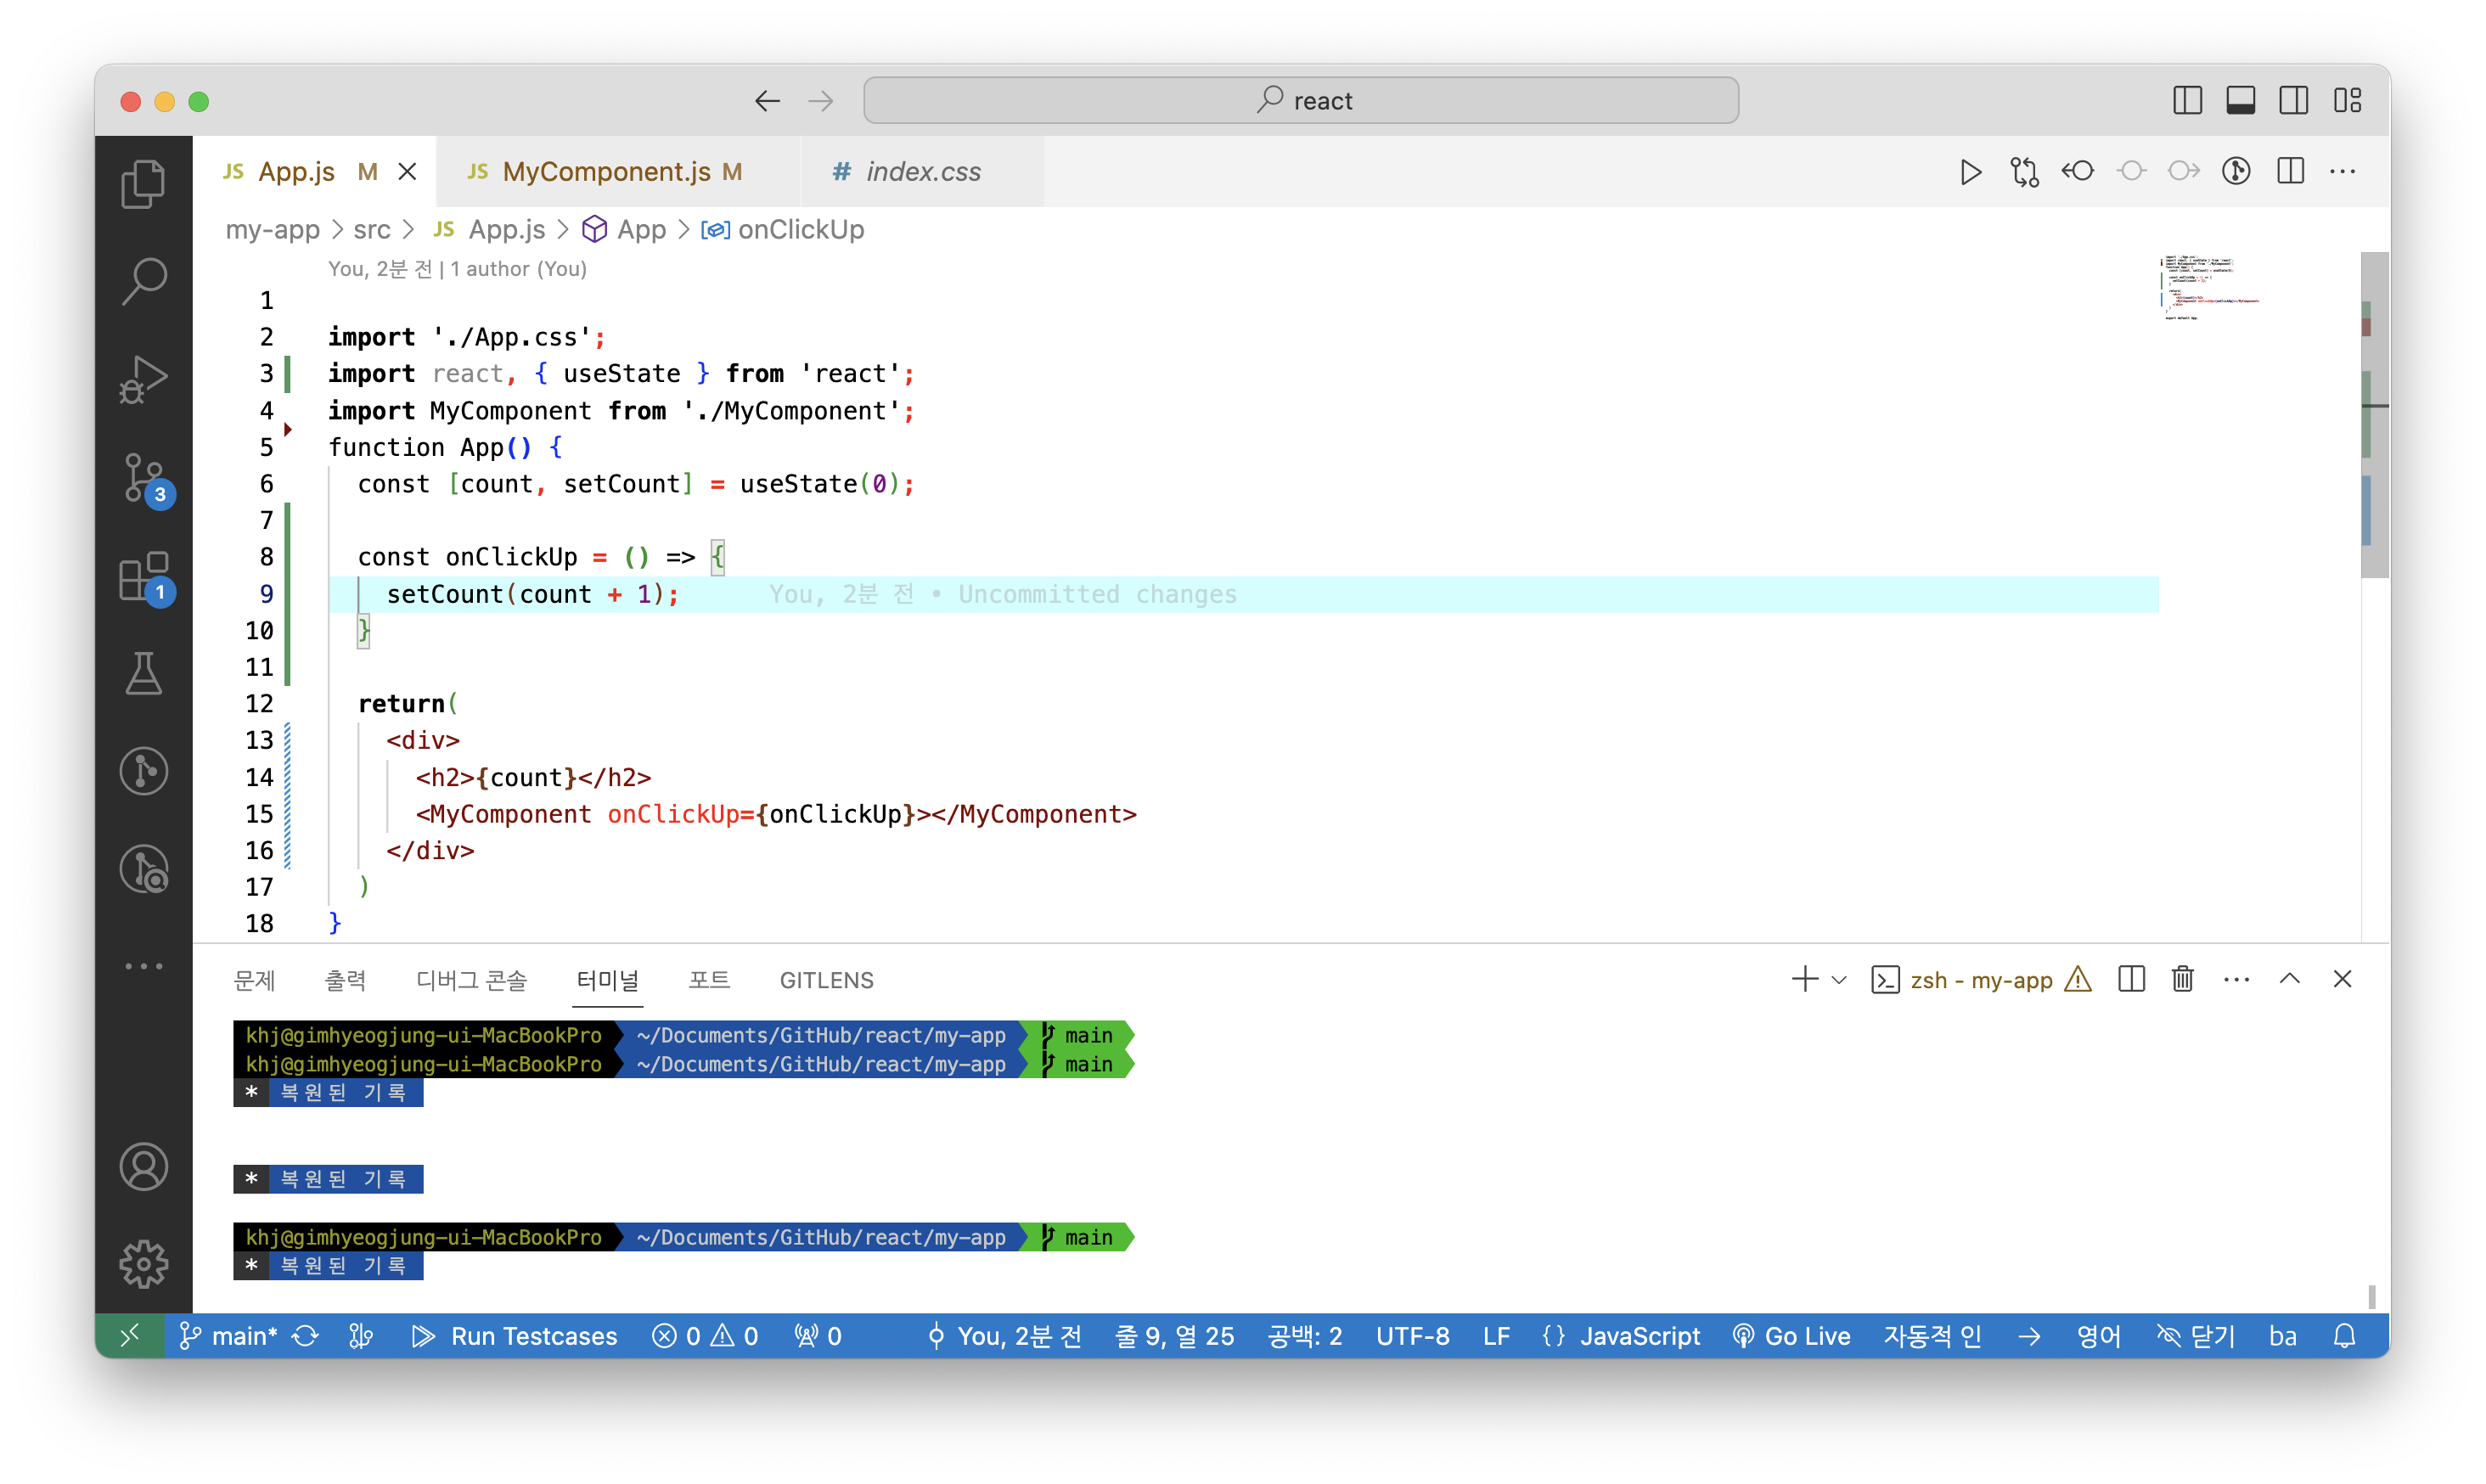 react
JS App.js M
JS MyComponent.js M
# index.css
my-app > src > JS App.js > App > onClickUp
You, 2분 전 | 1 author (You)
1
2 import './App.css';
3 import react, { useState } from 'react';
4 import MyComponent from './MyComponent';
5 function App() {
6 const [count, setCount] = useState(0);
7
8 const onClickUp = () => {
9 setCount(count + 1); You, 2분 전 • Uncommitted changes
10 }
11
12 return(
13 <div>
14 <h2>{count}</h2>
15 <MyComponent onClickUp={onClickUp}></MyComponent>
16 </div>
17 )
18 }
3
1
문제 출력 디버그 콘솔 터미널 포트 GITLENS
zsh - my-app
khj@gimhyeogjung-ui-MacBookPro ~/Documents/GitHub/react/my-app main
khj@gimhyeogjung-ui-MacBookPro ~/Documents/GitHub/react/my-app main
* 복원된 기록
* 복원된 기록
khj@gimhyeogjung-ui-MacBookPro ~/Documents/GitHub/react/my-app main
* 복원된 기록
main* Run Testcases 0 0 0 You, 2분 전 줄 9, 열 25 공백: 2 UTF-8 LF {} JavaScript Go Live 자동적 인 → 영어 닫기 ba